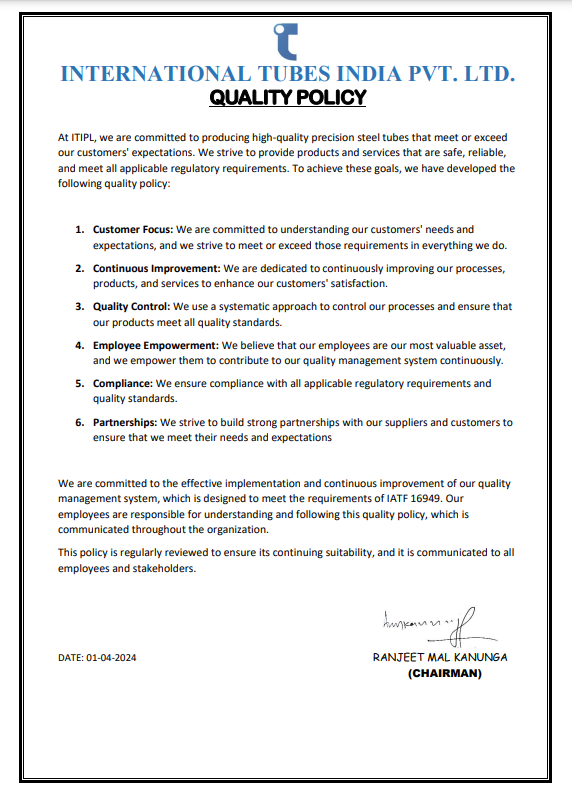 INTERNATIONAL TUBES INDIA PVT. LTD.
QUALITY POLICY
At ITIPL, we are committed to producing high-quality precision steel tubes that meet or exceed
our customers' expectations. We strive to provide products and services that are safe, reliable,
and meet all applicable regulatory requirements. To achieve these goals, we have developed the
following quality policy:
1. Customer Focus: We are committed to understanding our customers' needs and
expectations, and we strive to meet or exceed those requirements in everything we do.
2. Continuous Improvement: We are dedicated to continuously improving our processes,
products, and services to enhance our customers' satisfaction.
3. Quality Control: We use a systematic approach to control our processes and ensure that
our products meet all quality standards.
4. Employee Empowerment: We believe that our employees are our most valuable asset,
and we empower them to contribute to our quality management system continuously.
5. Compliance: We ensure compliance with all applicable regulatory requirements and
quality standards.
6. Partnerships: We strive to build strong partnerships with our suppliers and customers to
ensure that we meet their needs and expectations
We are committed to the effective implementation and continuous improvement of our quality
management system, which is designed to meet the requirements of IATF 16949. Our
employees are responsible for understanding and following this quality policy, which is
communicated throughout the organization.
This policy is regularly reviewed to ensure its continuing suitability, and it is communicated to all
employees and stakeholders.
DATE: 01-04-2024
RANJEET MAL KANUNGA
(CHAIRMAN)